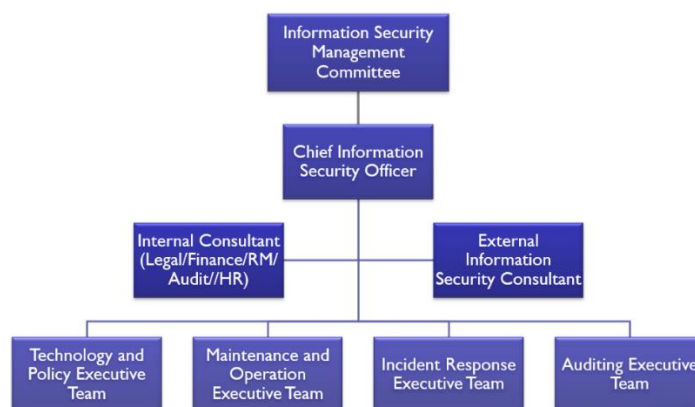 Information Security
Management
Committee
Chief Information
Security Officer
Internal Consultant
(Legal/Finance/RM/
Audit//HR)
External
Information
Security Consultant
Technology and
Policy Executive
Team
Maintenance and
Operation
Executive Team
Incident Response
Executive Team
Auditing Executive
Team